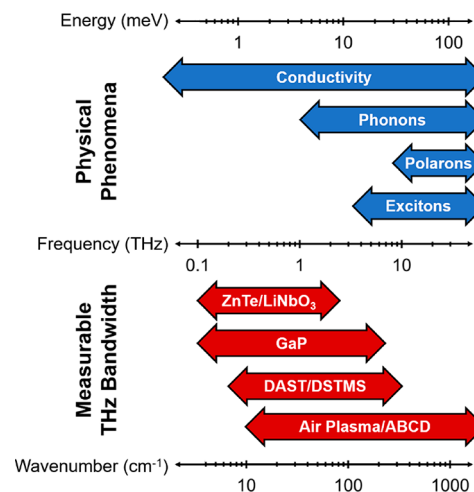 Energy (meV)
1 10 100
Physical
Phenomena
Conductivity
Phonons
Polarons
Excitons
Frequency (THz)
0.1 1 10
Measurable
THz Bandwidth
ZnTe/LiNbO₃
GaP
DAST/DSTMS
Air Plasma/ABCD
Wavenumber (cm⁻¹)
10 100 1000